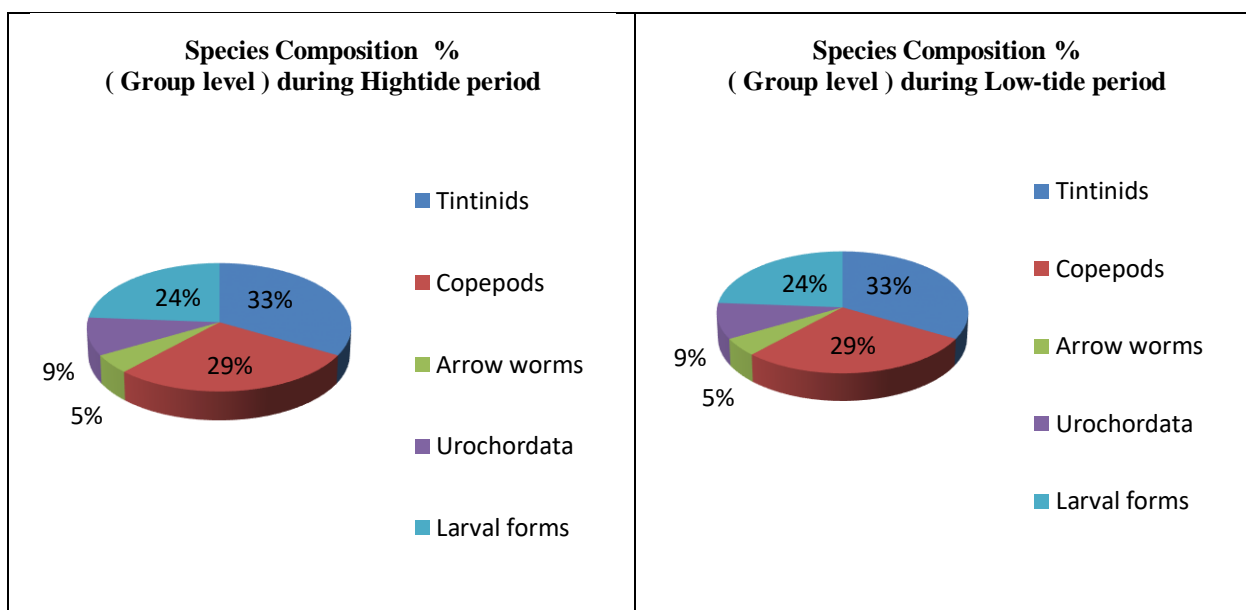 Species Composition %
( Group level ) during Hightide period
Tintinids
Copepods
Arrow worms
Urochordata
Larval forms
33%
29%
5%
9%
24%
Species Composition %
( Group level ) during Low-tide period
Tintinids
Copepods
Arrow worms
Urochordata
Larval forms
33%
29%
5%
9%
24%